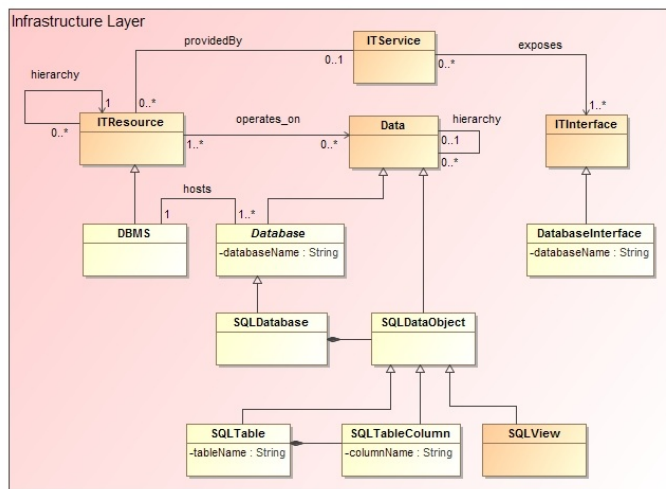 Infrastructure Layer
providedBy
ITService
exposes
0..1
0..*
hierarchy
1
0..*
1..*
ITResource
operates_on
Data
hierarchy
ITInterface
0..*
1..*
0..*
0..1
0..*
hosts
DBMS
1
1..*
Database
-databaseName : String
DatabaseInterface
-databaseName : String
SQLDatabase
SQLDataObject
SQLTable
-tableName : String
SQLTableColumn
-columnName : String
SQLView